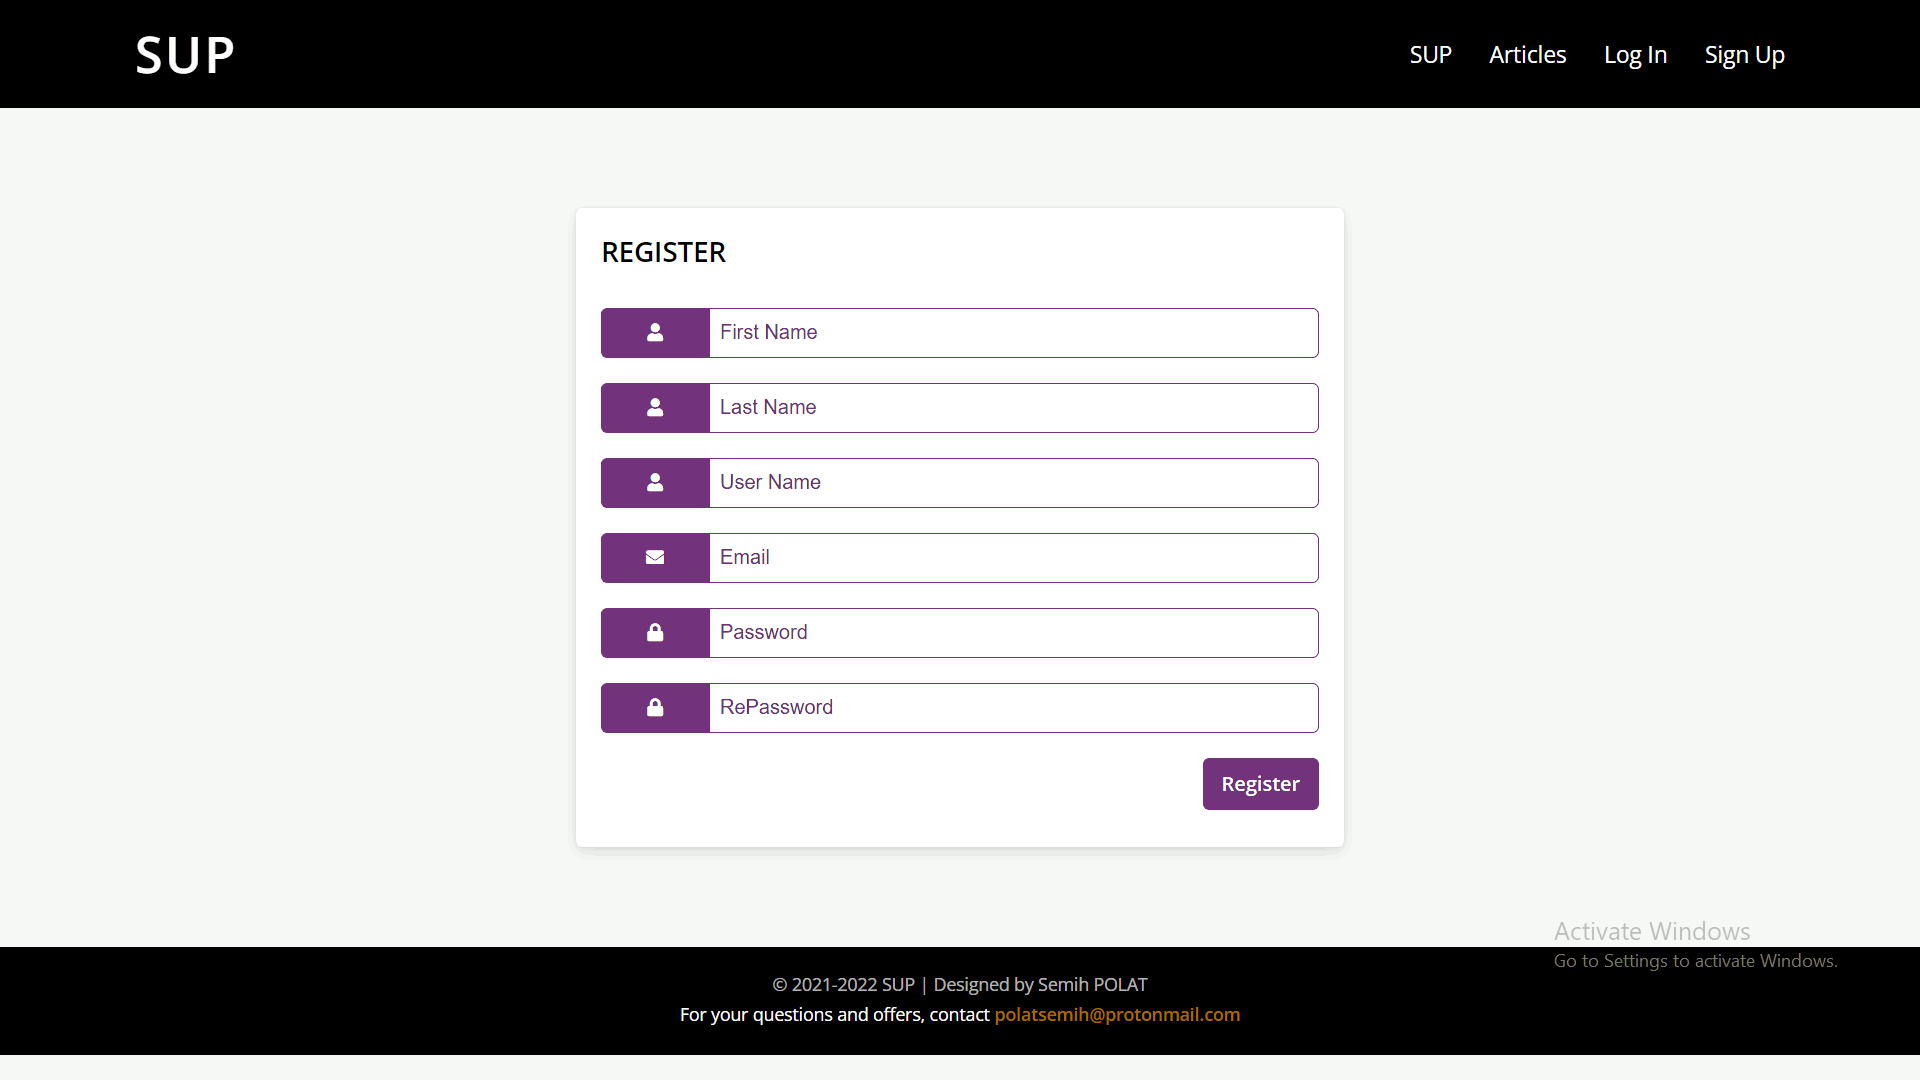 SUP
SUP Articles Log In Sign Up
REGISTER
First Name
Last Name
User Name
Email
Password
RePassword
Register
Activate Windows
Go to Settings to activate Windows.
© 2021-2022 SUP | Designed by Semih POLAT
For your questions and offers, contact polatsemih@protonmail.com